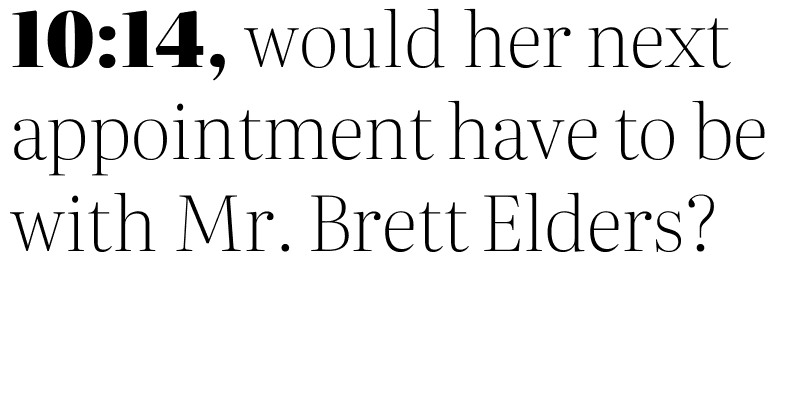 10:14, would her next
appointment have to be
with Mr. Brett Elders?